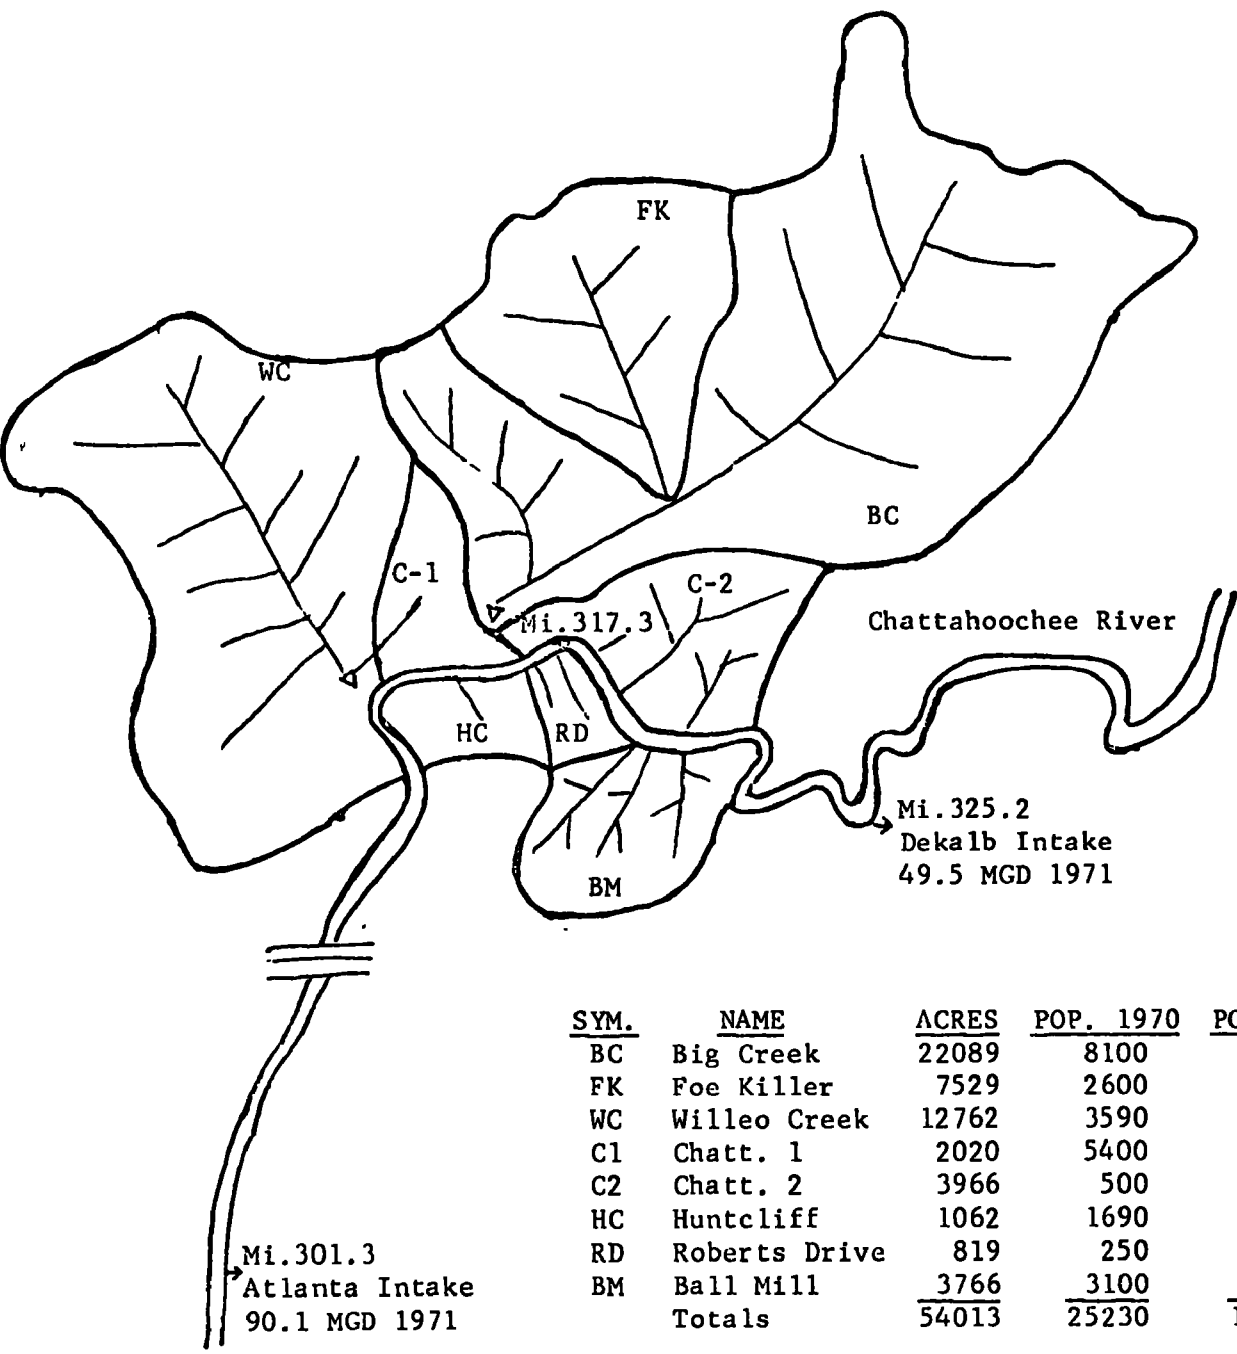 FK
WC
BC
C-1
C-2
Mi.317.3
Chattahoochee River
HC
RD
Mi.325.2
Dekalb Intake
49.5 MGD 1971
BM
SYM. NAME ACRES POP. 1970
BC Big Creek 22089 8100
FK Foe Killer 7529 2600
WC Willeo Creek 12762 3590
C1 Chatt. 1 2020 5400
C2 Chatt. 2 3966 500
HC Huntcliff 1062 1690
RD Roberts Drive 819 250
BM Ball Mill 3766 3100
Totals 54013 25230
Mi.301.3
Atlanta Intake
90.1 MGD 1971